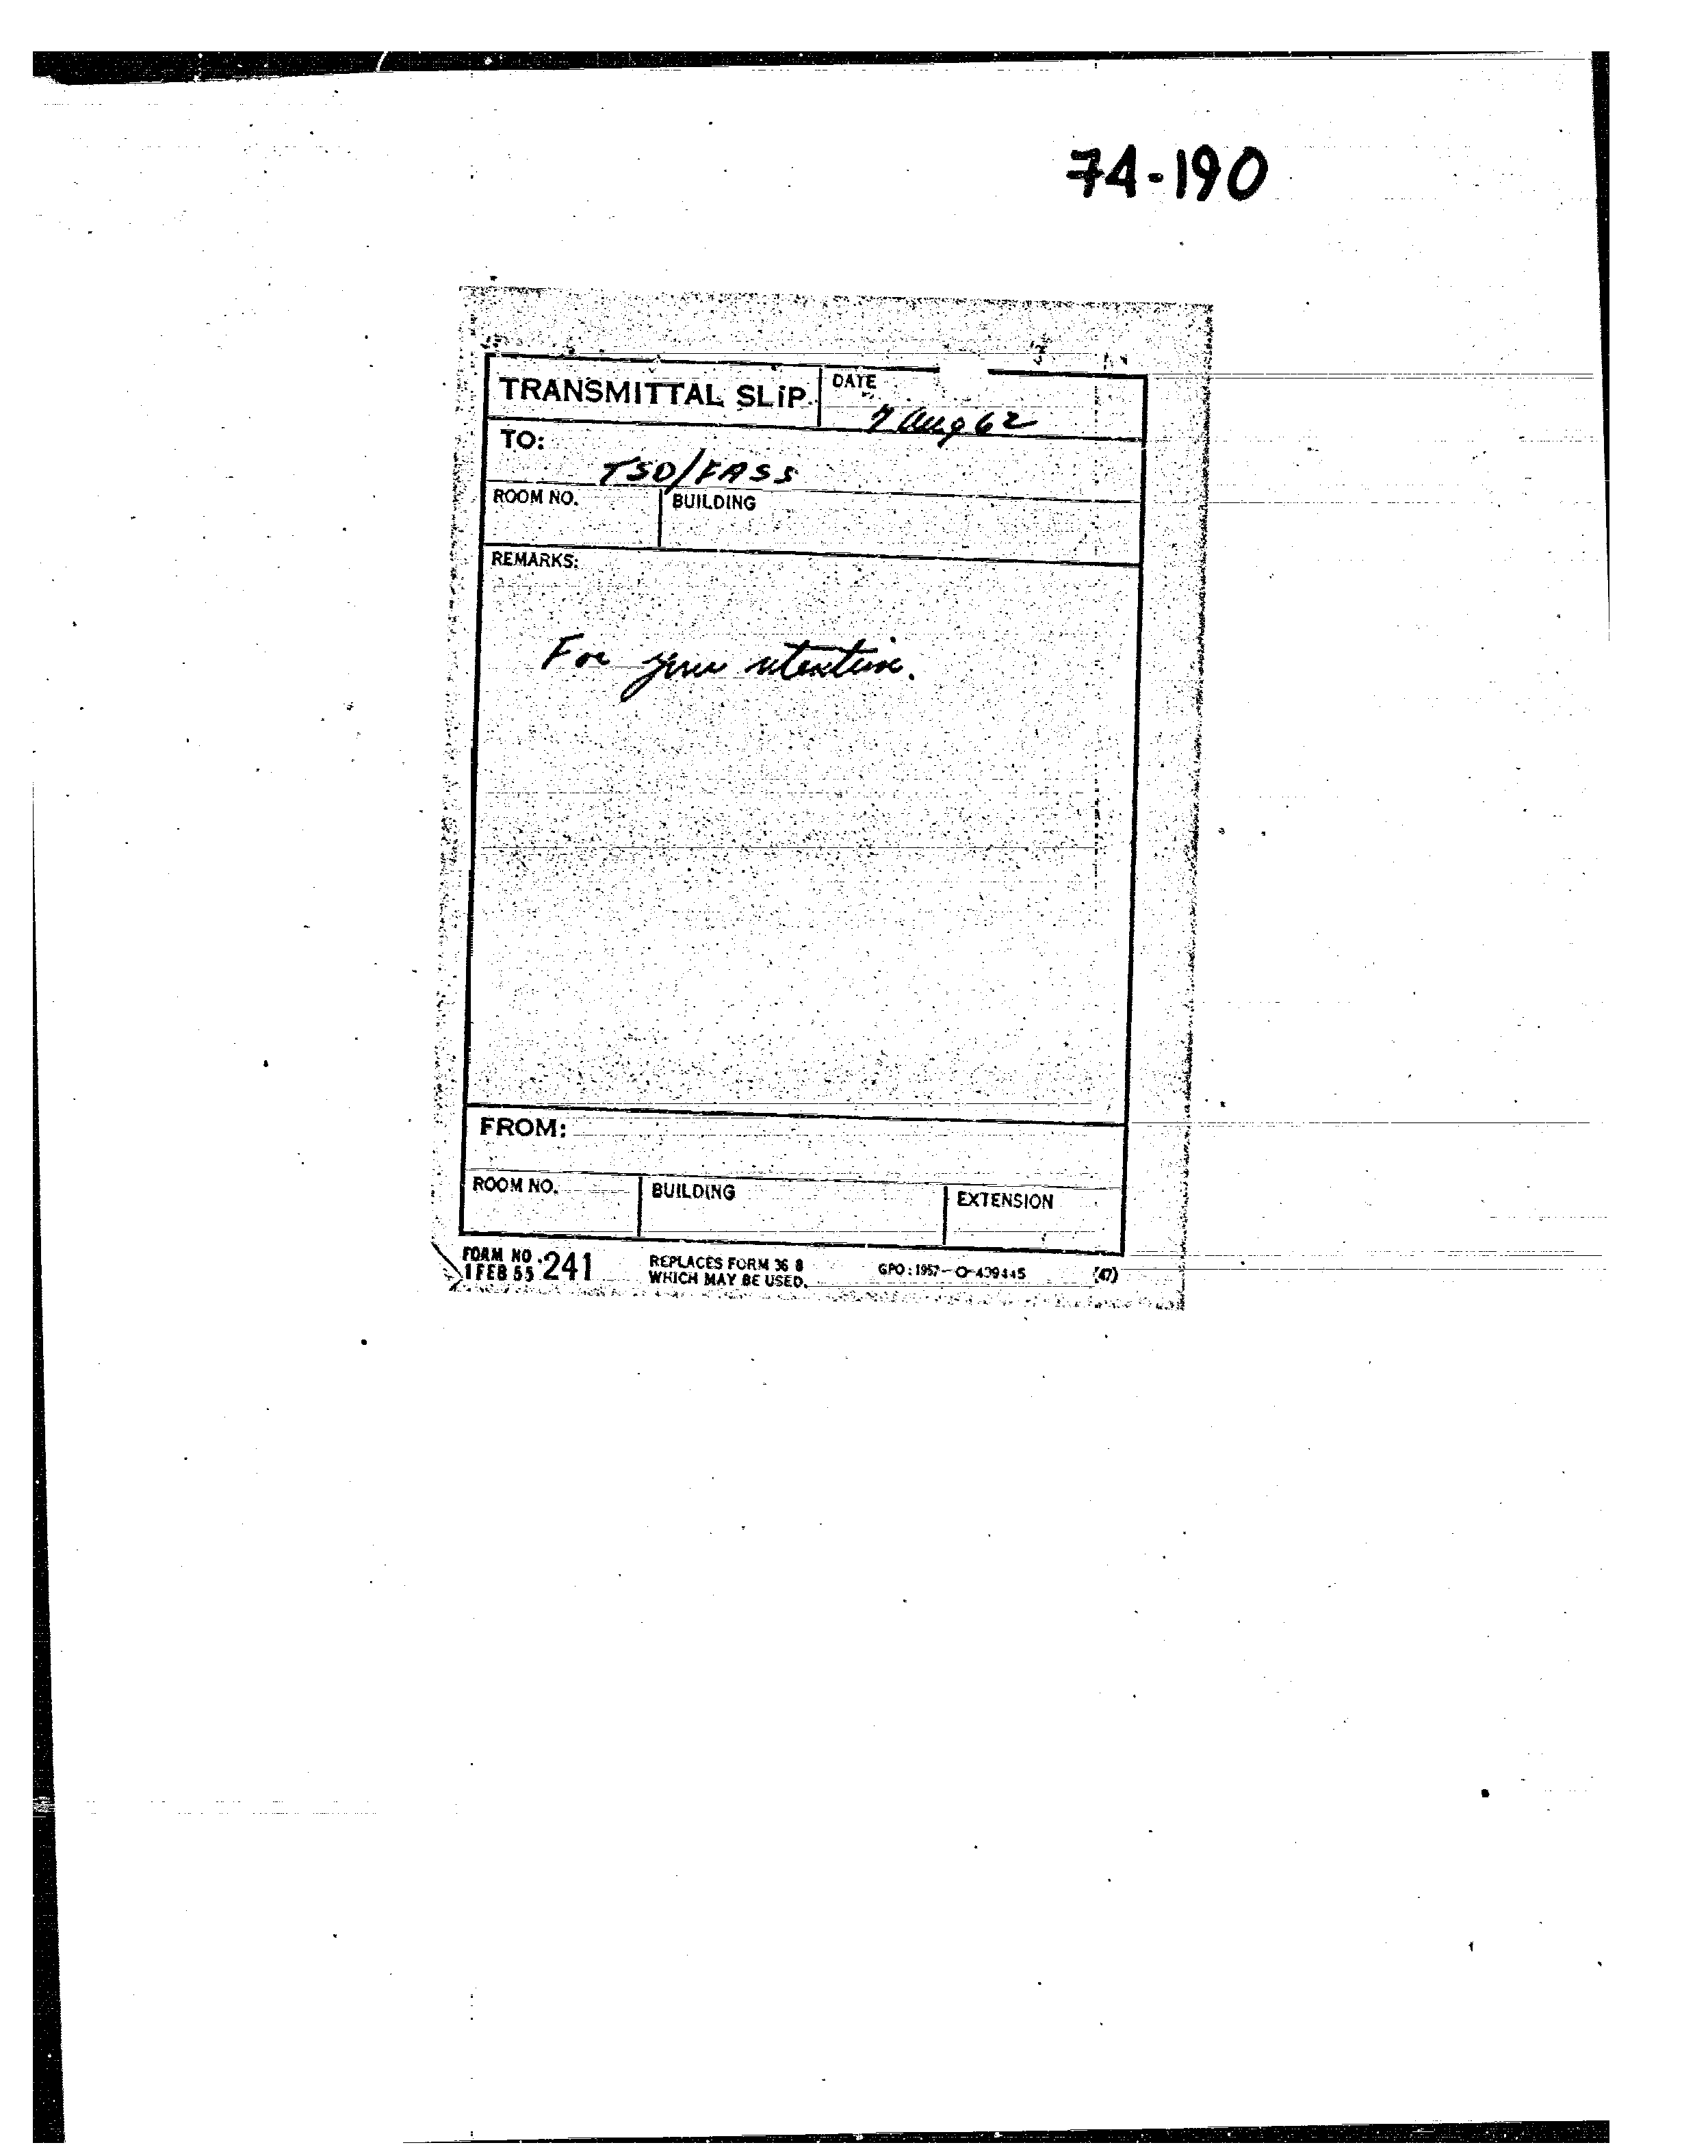 74-190
TRANSMITTAL SLIP
DATE
7 Aug 62
TO:
TSD/FASS
ROOM NO.
BUILDING
REMARKS:
For your retention.
FROM:
ROOM NO.
BUILDING
EXTENSION
FORM NO. 241
1 FEB 55
REPLACES FORM 36-8
WHICH MAY BE USED.
GPO: 1957—O-439445
(47)